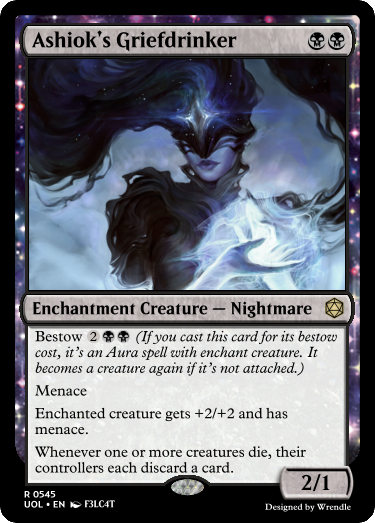 Ashiok's Griefdrinker
Enchantment Creature — Nightmare
Bestow 2 (If you cast this card for its bestow
cost, it's an Aura spell with enchant creature. It
becomes a creature again if it's not attached.)
Menace
Enchanted creature gets +2/+2 and has
menace.
Whenever one or more creatures die, their
controllers each discard a card.
2/1
R 0545
UOL • EN F3LC4T
Designed by Wrendle